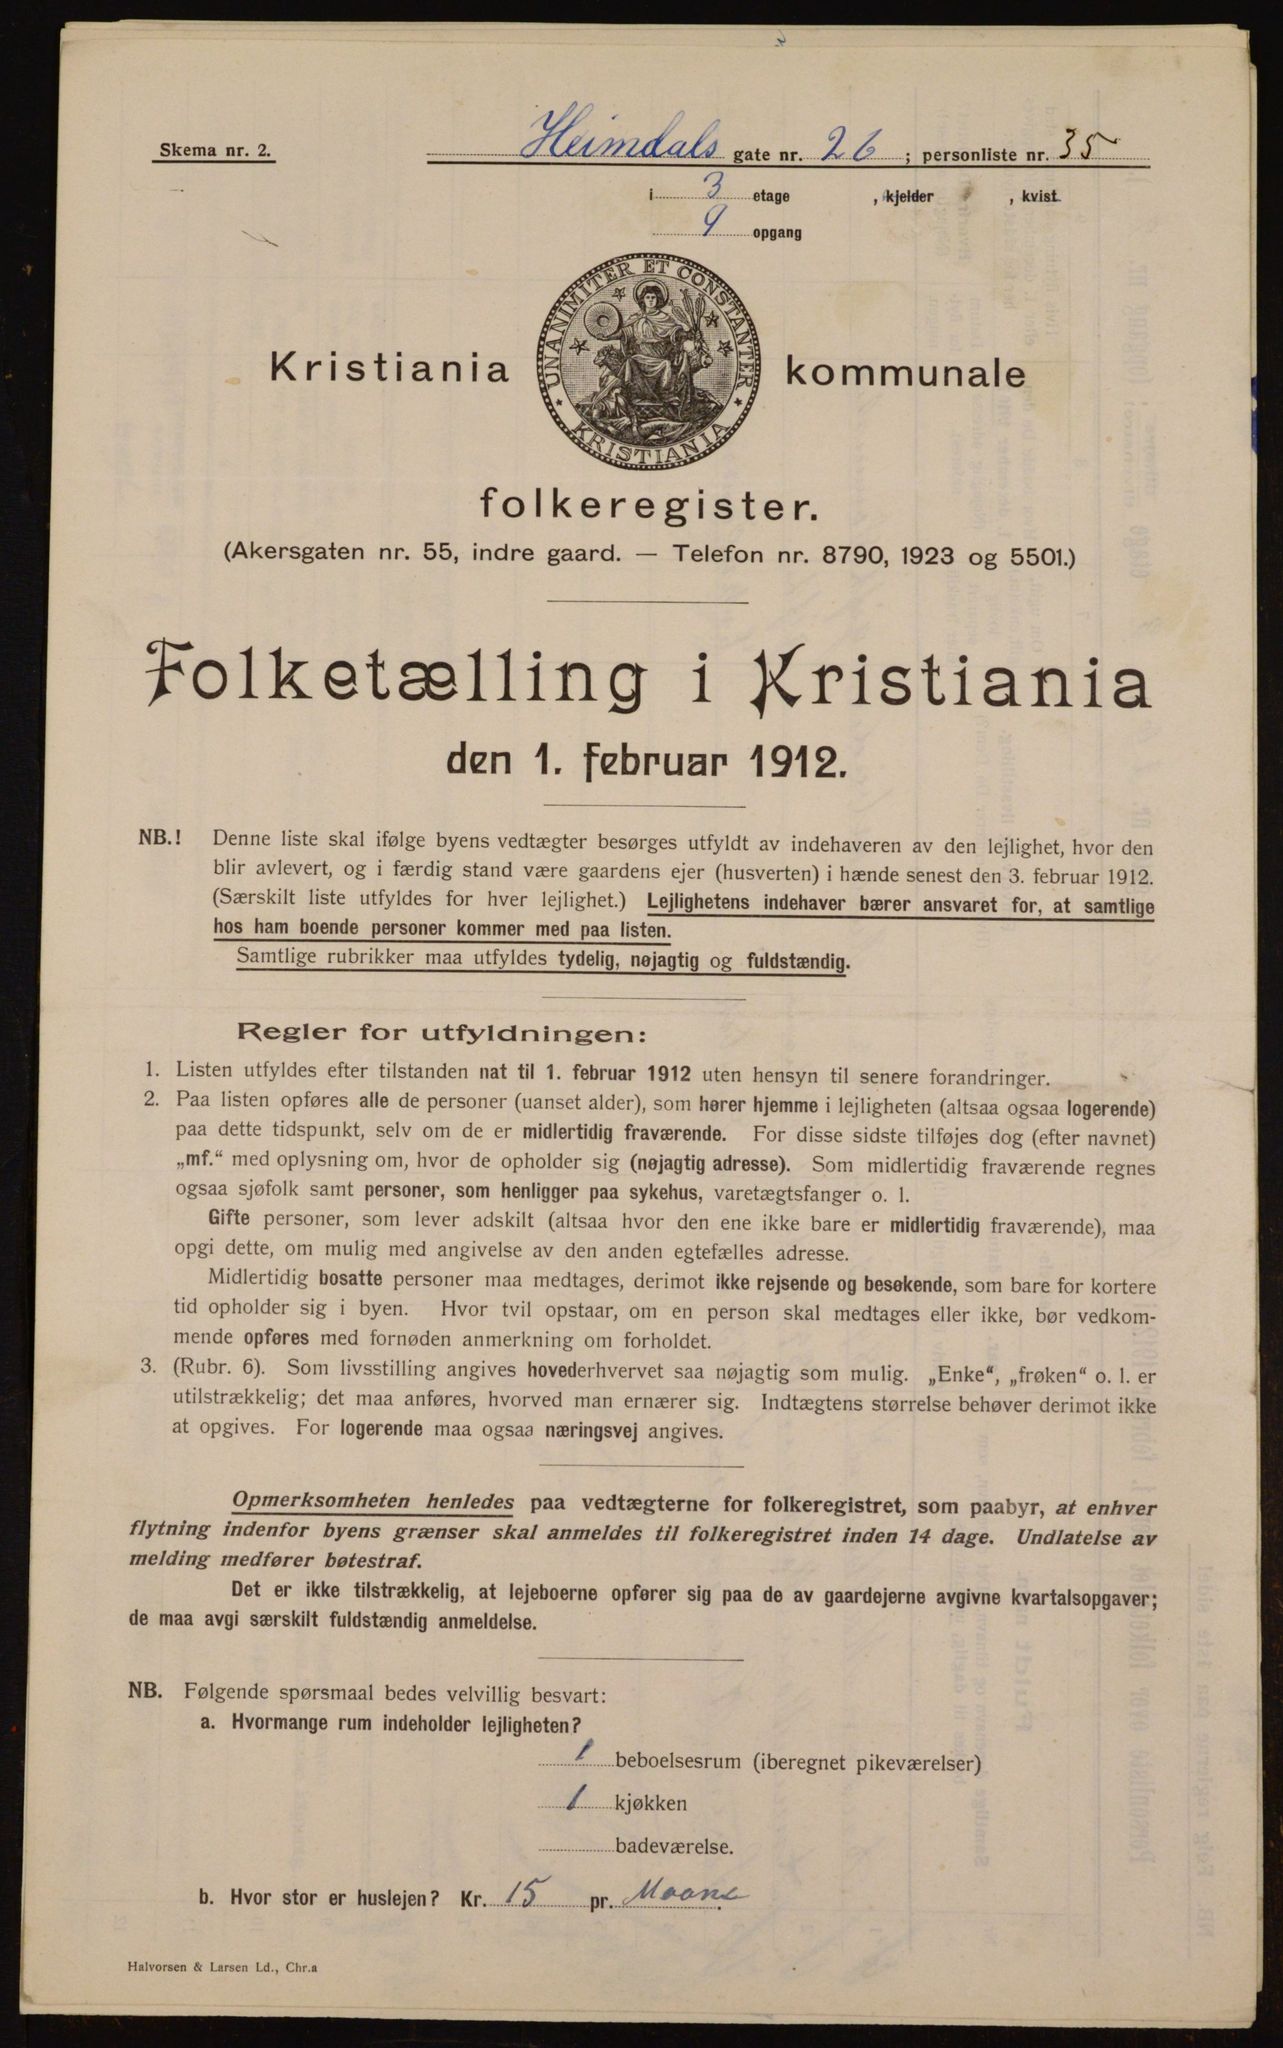 Skema nr. 2.
Heimdals gate nr. 26 ; personliste nr. 35
i 3 etage , kjelder , kvist
9 opgang
UNANIMITER ET CONSTANTER
KRISTIANIA
Kristiania kommunale
folkeregister.
(Akersgaten nr. 55, indre gaard. — Telefon nr. 8790, 1923 og 5501.)
Folketælling i Kristiania
den 1. februar 1912.
NB.! Denne liste skal ifølge byens vedtægter besørges utfyldt av indehaveren av den lejlighet, hvor den
blir avlevert, og i færdig stand være gaardens ejer (husverten) i hænde senest den 3. februar 1912.
(Særskilt liste utfyldes for hver lejlighet.) Lejlighetens indehaver bærer ansvaret for, at samtlige
hos ham boende personer kommer med paa listen.
Samtlige rubrikker maa utfyldes tydelig, nøjagtig og fuldstændig.
Regler for utfyldningen:
1. Listen utfyldes efter tilstanden nat til 1. februar 1912 uten hensyn til senere forandringer.
2. Paa listen opføres alle de personer (uanset alder), som hører hjemme i lejligheten (altsaa ogsaa logerende)
paa dette tidspunkt, selv om de er midlertidig fraværende. For disse sidste tilføjes dog (efter navnet)
„mf.“ med oplysning om, hvor de opholder sig (nøjagtig adresse). Som midlertidig fraværende regnes
ogsaa sjøfolk samt personer, som henligger paa sykehus, varetægtsfanger o. l.
Gifte personer, som lever adskilt (altsaa hvor den ene ikke bare er midlertidig fraværende), maa
opgi dette, om mulig med angivelse av den anden egtefælles adresse.
Midlertidig bosatte personer maa medtages, derimot ikke rejsende og besøkende, som bare for kortere
tid opholder sig i byen. Hvor tvil opstaar, om en person skal medtages eller ikke, bør vedkom-
mende opføres med fornøden anmerkning om forholdet.
3. (Rubr. 6). Som livsstilling angives hovederhvervet saa nøjagtig som mulig. „Enke“, „frøken“ o. l. er
utilstrækkelig; det maa anføres, hvorved man ernærer sig. Indtægtens størrelse behøver derimot ikke
at opgives. For logerende maa ogsaa næringsvej angives.
Opmerksomheten henledes paa vedtægterne for folkeregistret, som paabyr, at enhver
flytning indenfor byens grænser skal anmeldes til folkeregistret inden 14 dage. Undlatelse av
melding medfører bøtestraf.
Det er ikke tilstrækkelig, at lejeboerne opfører sig paa de av gaardejerne avgivne kvartalsopgaver;
de maa avgi særskilt fuldstændig anmeldelse.
NB. Følgende spørsmaal bedes velvillig besvart:
a. Hvormange rum indeholder lejligheten?
1 beboelsesrum (iberegnet pikeværelser)
1 kjøkken
badeværelse.
b. Hvor stor er huslejen? Kr. 15 pr.
Halvorsen & Larsen Ld., Chr.a